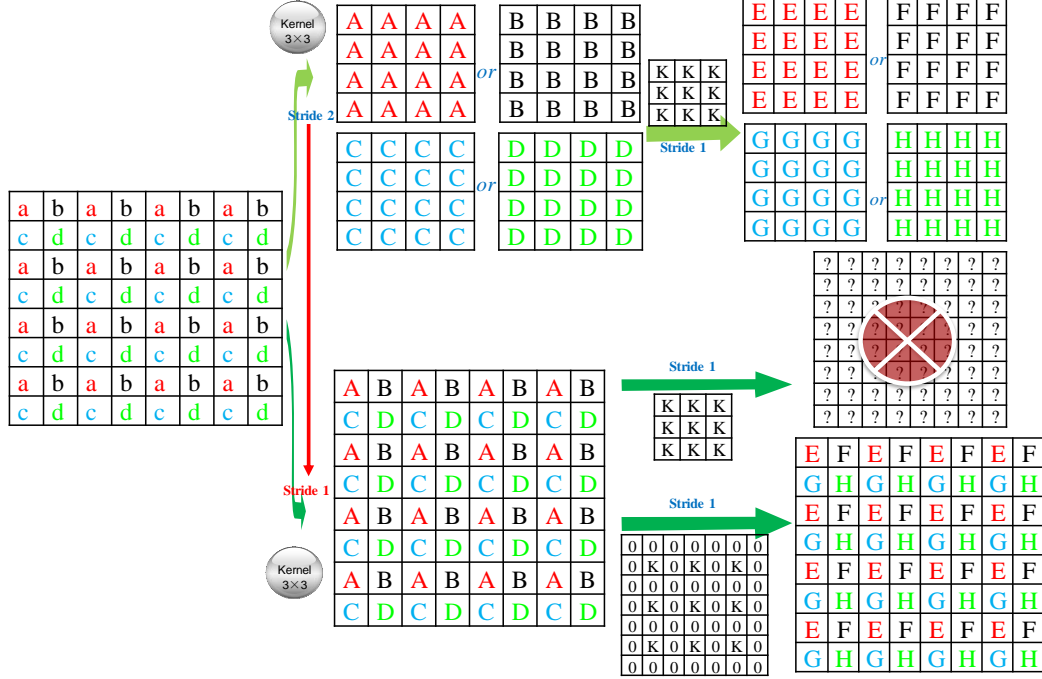 Kernel
3×3
Stride 2
A A A A
A A A A
A A A A
A A A A
or
B B B B
B B B B
B B B B
B B B B
C C C C
C C C C
C C C C
C C C C
or
D D D D
D D D D
D D D D
D D D D
K K K
K K K
K K K
Stride 1
E E E E
E E E E
E E E E
E E E E
or
F F F F
F F F F
F F F F
F F F F
G G G G
G G G G
G G G G
G G G G
or
H H H H
H H H H
H H H H
H H H H
a b a b a b a b
c d c d c d c d
a b a b a b a b
c d c d c d c d
a b a b a b a b
c d c d c d c d
a b a b a b a b
c d c d c d c d
Stride 1
Kernel
3×3
A B A B A B A B
C D C D C D C D
A B A B A B A B
C D C D C D C D
A B A B A B A B
C D C D C D C D
A B A B A B A B
C D C D C D C D
Stride 1
K K K
K K K
K K K
? ? ? ? ? ? ? ?
? ? ? ? ? ? ? ?
? ? ? ? ? ? ? ?
? ? ? ? ? ? ? ?
? ? ? ? ? ? ? ?
? ? ? ? ? ? ? ?
? ? ? ? ? ? ? ?
? ? ? ? ? ? ? ?
Stride 1
0 0 0 0 0 0 0
0 K 0 K 0 K 0
0 0 0 0 0 0 0
0 K 0 K 0 K 0
0 0 0 0 0 0 0
0 K 0 K 0 K 0
0 0 0 0 0 0 0
E F E F E F E F
G H G H G H G H
E F E F E F E F
G H G H G H G H
E F E F E F E F
G H G H G H G H
E F E F E F E F
G H G H G H G H